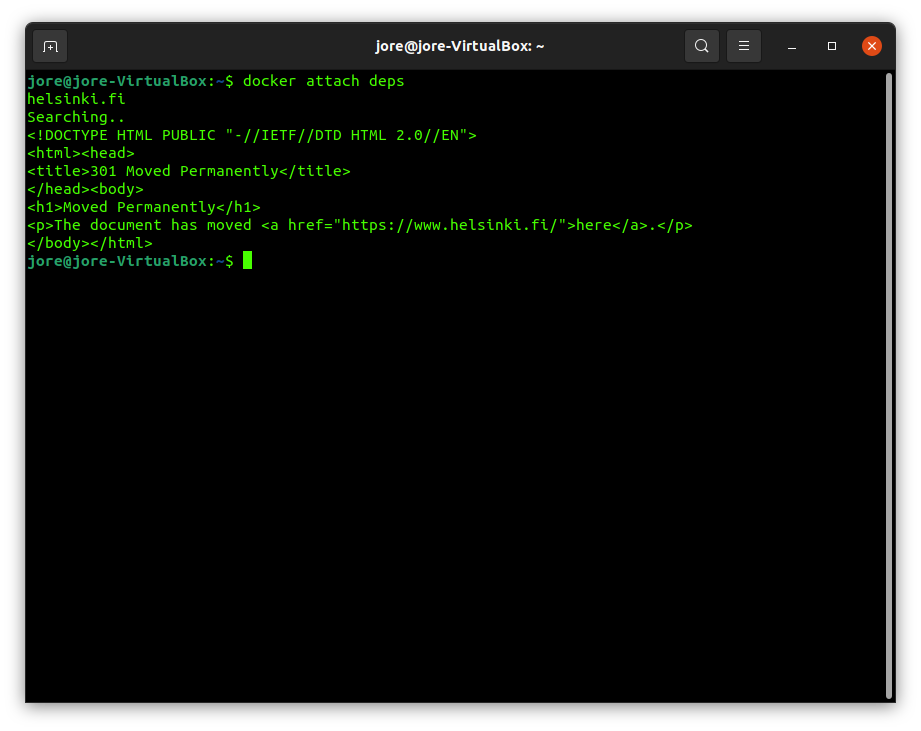 jore@jore-VirtualBox: ~
jore@jore-VirtualBox:~$ docker attach deps
helsinki.fi
Searching..
<!DOCTYPE HTML PUBLIC "-//IETF//DTD HTML 2.0//EN">
<html><head>
<title>301 Moved Permanently</title>
</head><body>
<h1>Moved Permanently</h1>
<p>The document has moved <a href="https://www.helsinki.fi/">here</a>.</p>
</body></html>
jore@jore-VirtualBox:~$